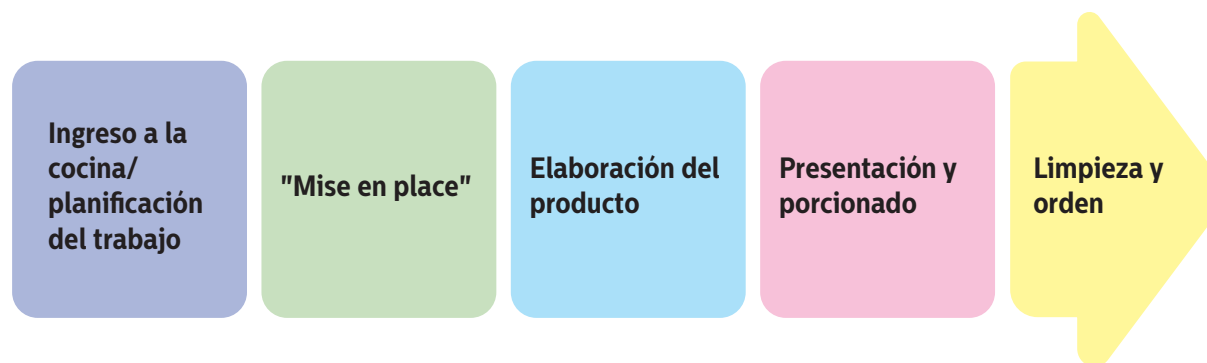 Ingreso a la
cocina/
planificación
del trabajo
"Mise en place"
Elaboración del
producto
Presentación y
porcionado
Limpieza y
orden